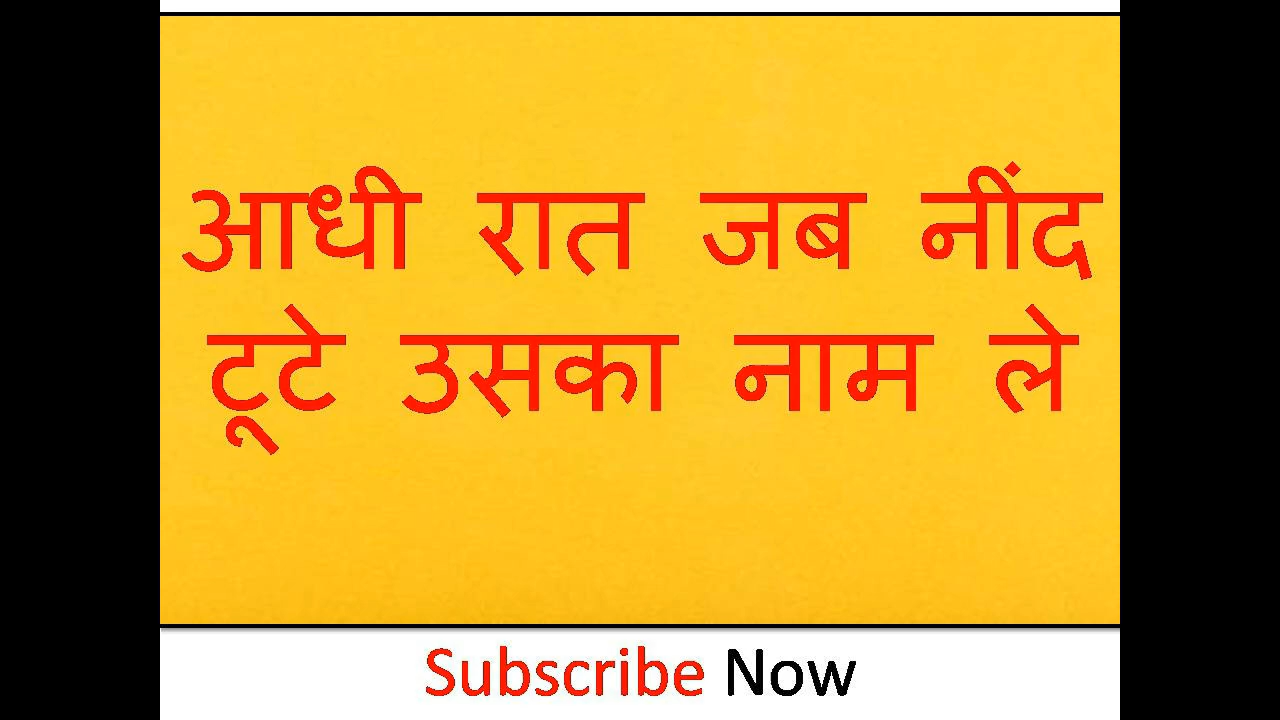 आधी रात जब नींद
टूटे उसका नाम ले
Subscribe Now